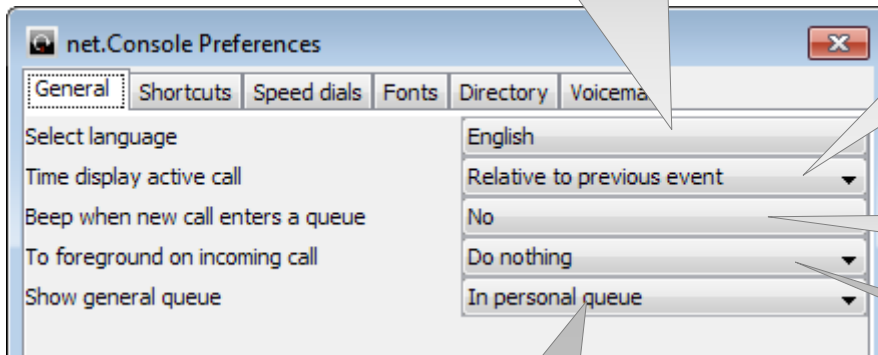 net.Console Preferences
General Shortcuts Speed dials Fonts Directory Voicema
Select language English
Time display active call Relative to previous event
Beep when new call enters a queue No
To foreground on incoming call Do nothing
Show general queue In personal queue